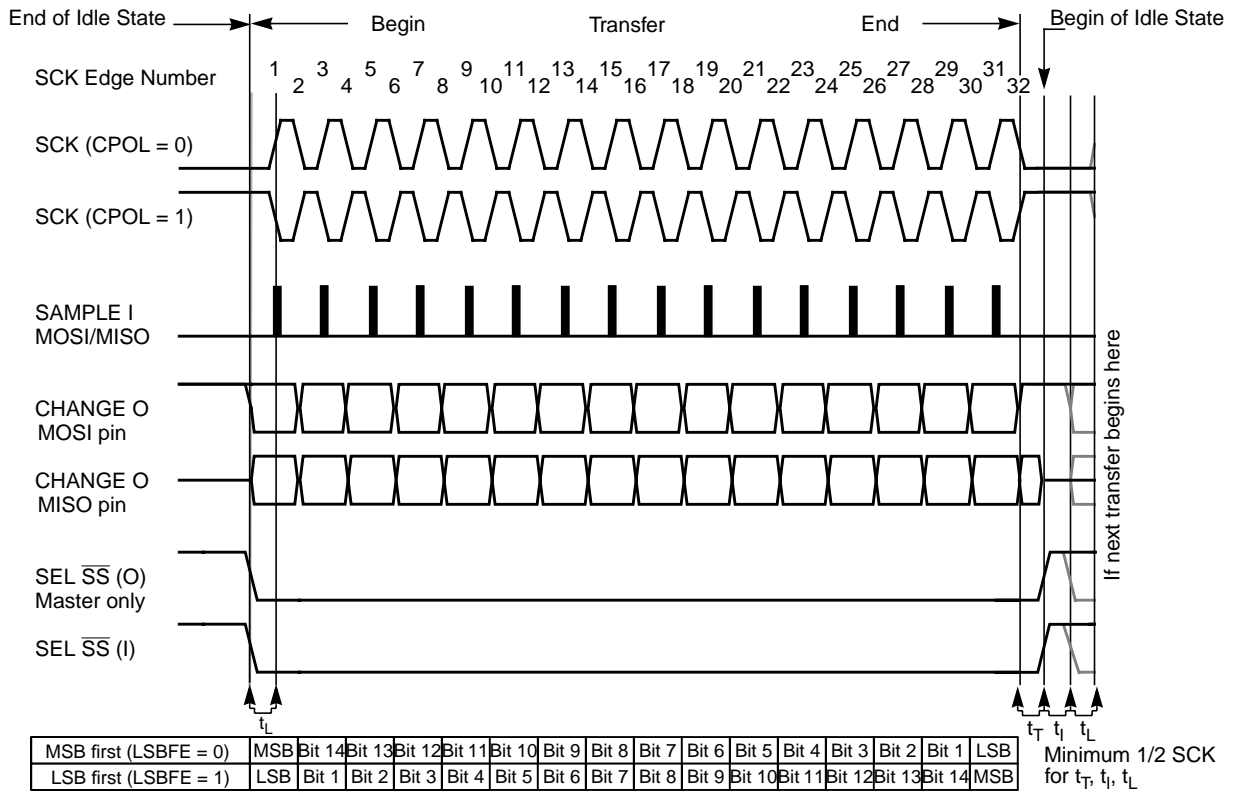 End of Idle State
Begin
Transfer
End
Begin of Idle State
SCK Edge Number
1 3 5 7 9 11 13 15 17 19 21 23 25 27 29 31
2 4 6 8 10 12 14 16 18 20 22 24 26 28 30 32
SCK (CPOL = 0)
SCK (CPOL = 1)
SAMPLE I
MOSI/MISO
CHANGE O
MOSI pin
CHANGE O
MISO pin
SEL SS (O)
Master only
SEL SS (I)
If next transfer begins here
tL
tT tI tL
MSB first (LSBFE = 0) MSB Bit 14 Bit 13 Bit 12 Bit 11 Bit 10 Bit 9 Bit 8 Bit 7 Bit 6 Bit 5 Bit 4 Bit 3 Bit 2 Bit 1 LSB
LSB first (LSBFE = 1) LSB Bit 1 Bit 2 Bit 3 Bit 4 Bit 5 Bit 6 Bit 7 Bit 8 Bit 9 Bit 10 Bit 11 Bit 12 Bit 13 Bit 14 MSB
Minimum 1/2 SCK
for tT, tI, tL